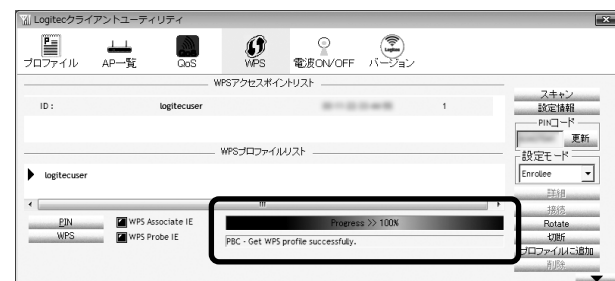 Logitecクライアントユーティリティ
プロファイル
AP一覧
QoS
QoS
WPS
電波ON/OFF
バージョン
WPSアクセスポイントリスト
ID :
logitecuser
1
スキャン
設定情報
PINコード
更新
WPSプロファイルリスト
logitecuser
設定モード
Enrollee
詳細
接続
Rotate
切断
プロファイルに追加
削除
PIN
WPS Associate IE
Progress >> 100%
WPS
WPS Probe IE
PBC - Get WPS profile successfully.